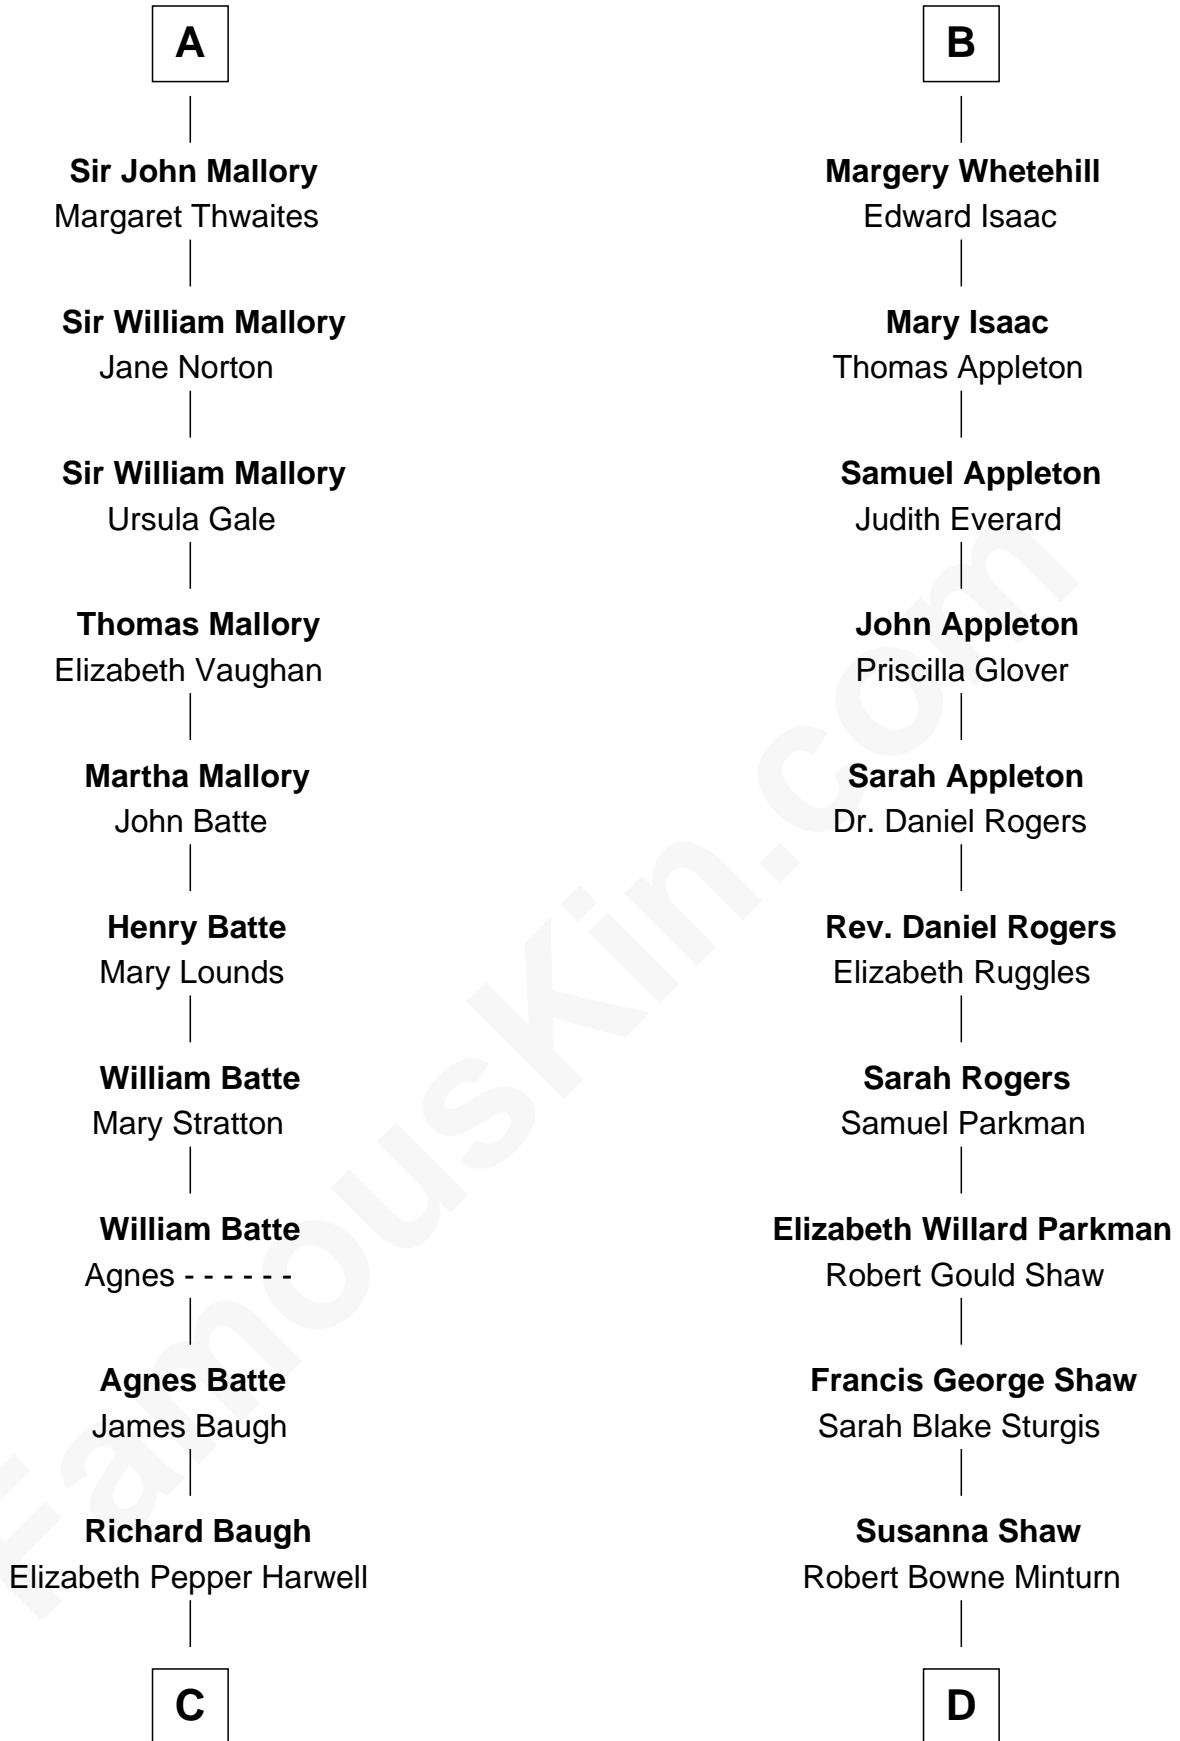 A
Sir John Mallory
Margaret Thwaites
Sir William Mallory
Jane Norton
Sir William Mallory
Ursula Gale
Thomas Mallory
Elizabeth Vaughan
Martha Mallory
John Batte
Henry Batte
Mary Lounds
William Batte
Mary Stratton
William Batte
Agnes - - - - - -
Agnes Batte
James Baugh
Richard Baugh
Elizabeth Pepper Harwell
C
B
Margery Whetehill
Edward Isaac
Mary Isaac
Thomas Appleton
Samuel Appleton
Judith Everard
John Appleton
Priscilla Glover
Sarah Appleton
Dr. Daniel Rogers
Rev. Daniel Rogers
Elizabeth Ruggles
Sarah Rogers
Samuel Parkman
Elizabeth Willard Parkman
Robert Gould Shaw
Francis George Shaw
Sarah Blake Sturgis
Susanna Shaw
Robert Bowne Minturn
D
FamousKin.com